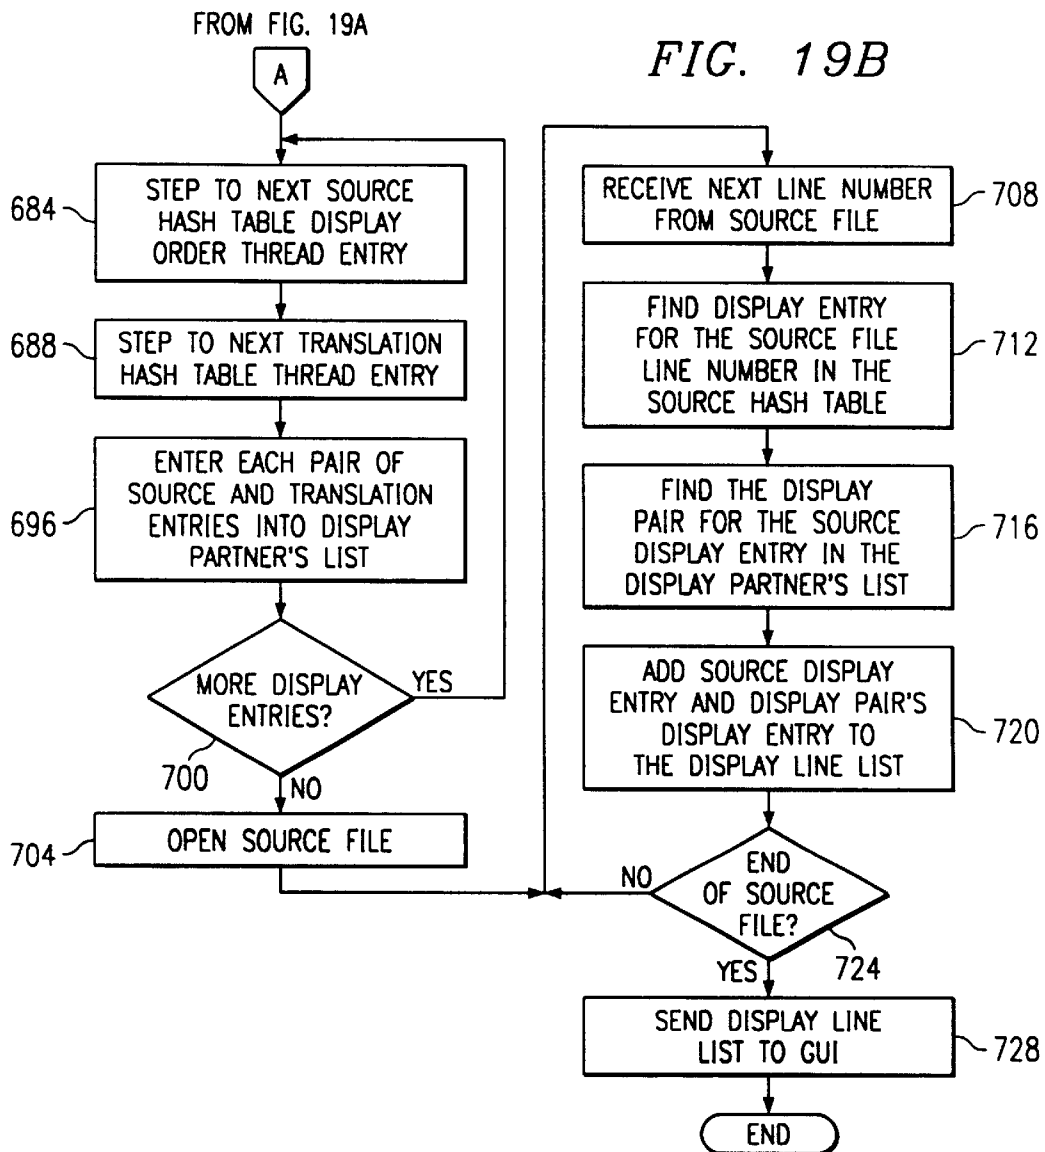 FROM FIG. 19A
A
FIG. 19B
684
STEP TO NEXT SOURCE
HASH TABLE DISPLAY
ORDER THREAD ENTRY
688
STEP TO NEXT TRANSLATION
HASH TABLE THREAD ENTRY
696
ENTER EACH PAIR OF
SOURCE AND TRANSLATION
ENTRIES INTO DISPLAY
PARTNER'S LIST
MORE DISPLAY
ENTRIES?
YES
700
NO
704
OPEN SOURCE FILE
RECEIVE NEXT LINE NUMBER
FROM SOURCE FILE
708
FIND DISPLAY ENTRY
FOR THE SOURCE FILE
LINE NUMBER IN THE
SOURCE HASH TABLE
712
FIND THE DISPLAY
PAIR FOR THE SOURCE
DISPLAY ENTRY IN THE
DISPLAY PARTNER'S LIST
716
ADD SOURCE DISPLAY
ENTRY AND DISPLAY PAIR'S
DISPLAY ENTRY TO
THE DISPLAY LINE LIST
720
NO
END
OF SOURCE
FILE?
724
YES
SEND DISPLAY LINE
LIST TO GUI
728
END